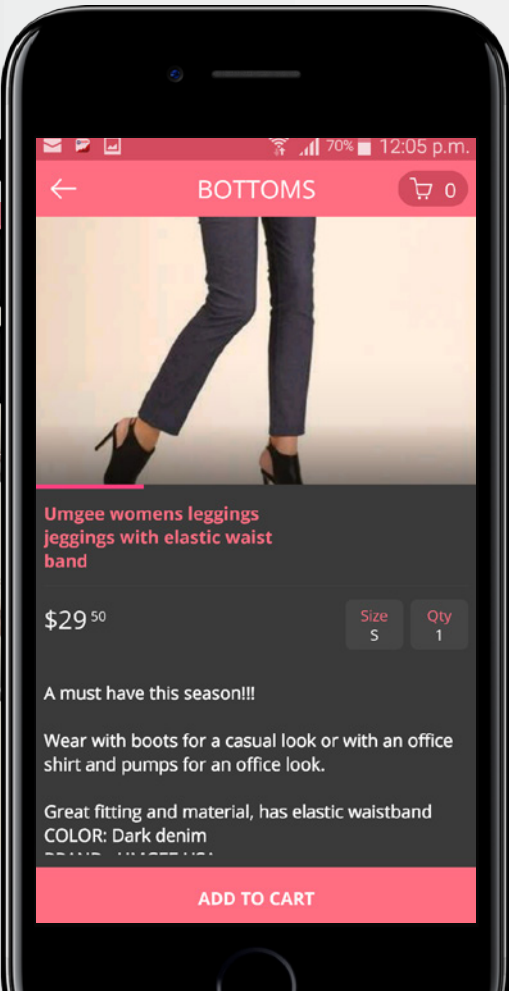 70% 12:05 p.m.
BOTTOMS
0
Umgee womens leggings
jeggings with elastic waist
band
$29 50
Size
S
Qty
1
A must have this season!!!
Wear with boots for a casual look or with an office
shirt and pumps for an office look.
Great fitting and material, has elastic waistband
COLOR: Dark denim
ADD TO CART